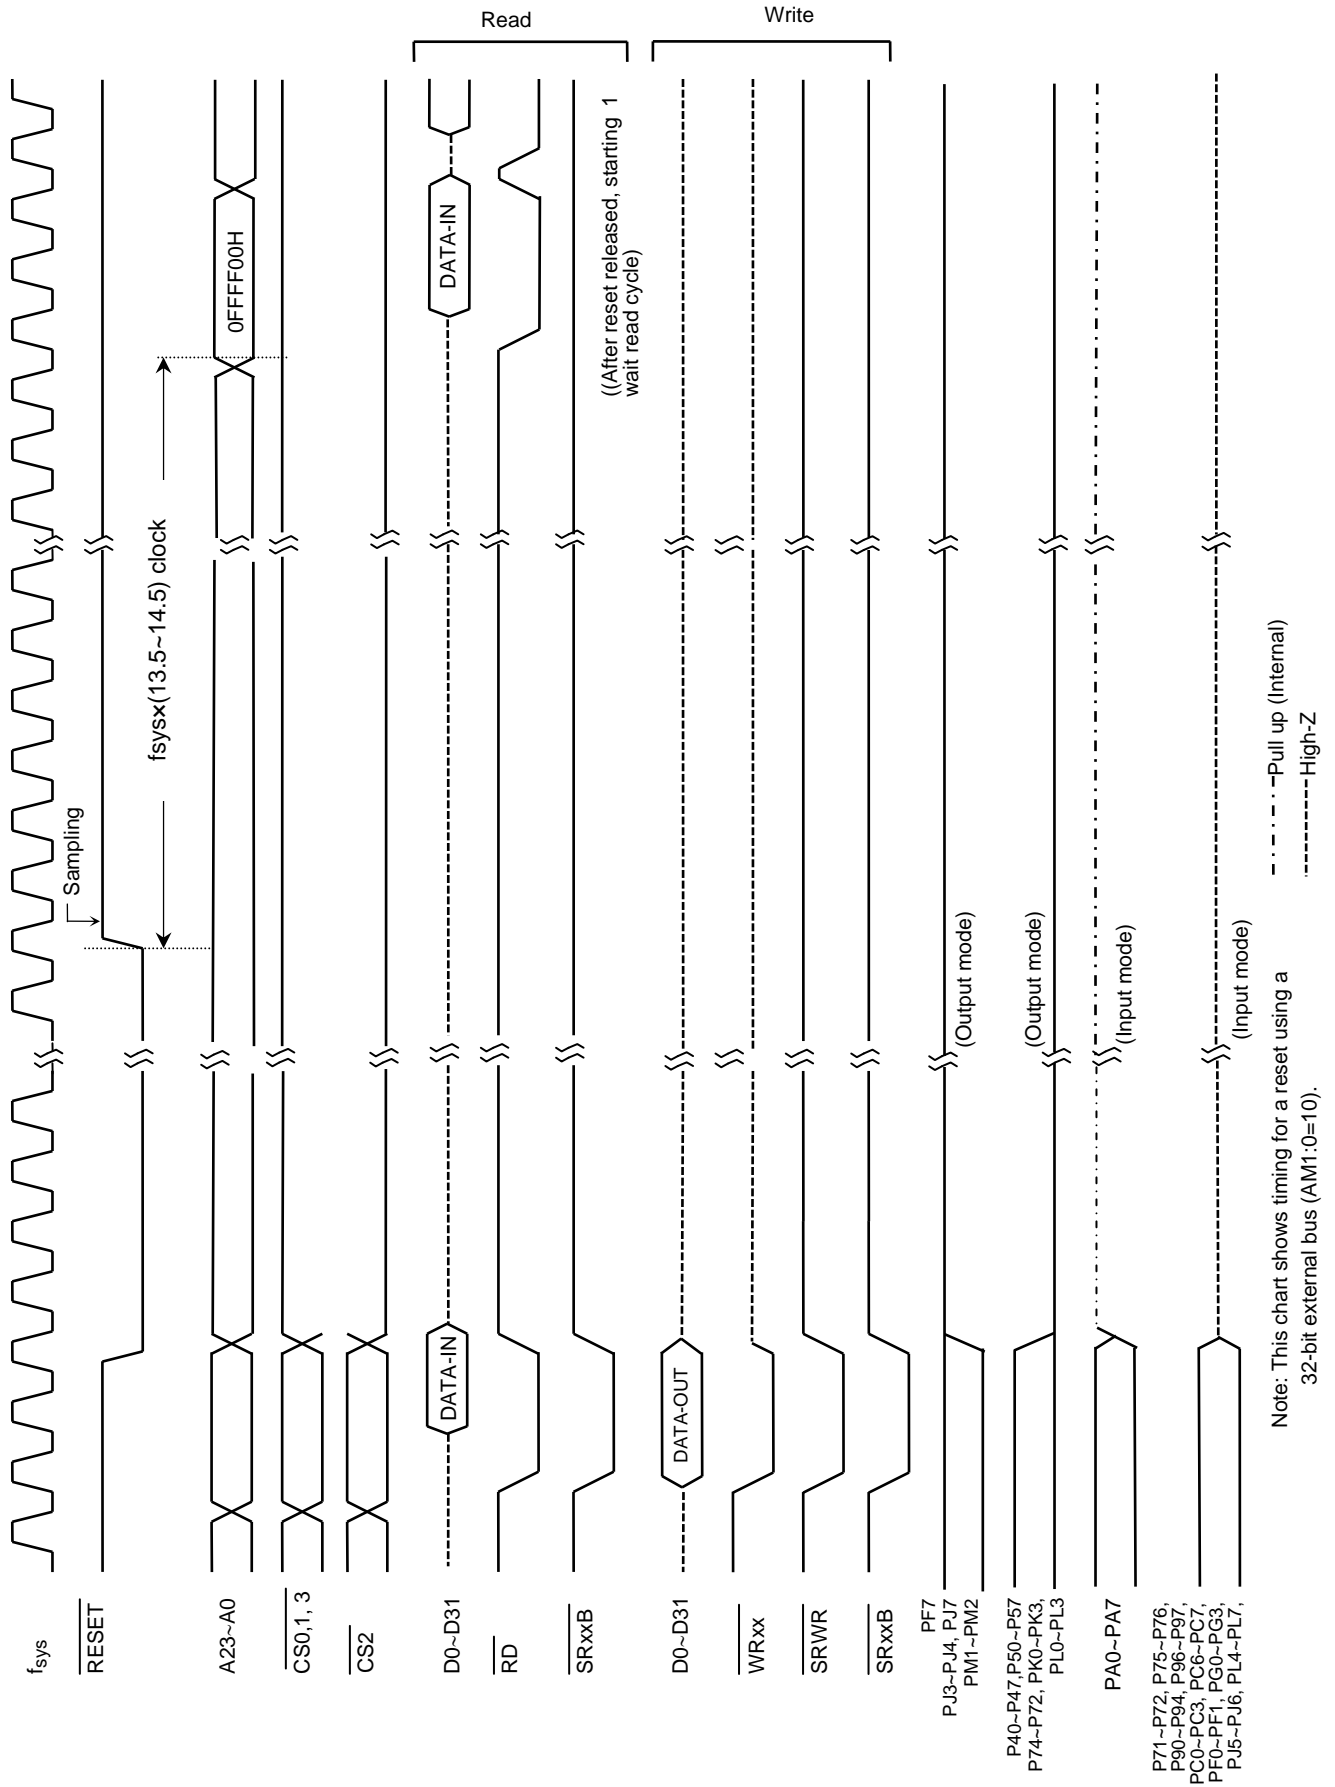 Read
Write
fsys
RESET
Sampling
fsys×(13.5~14.5) clock
A23~A0
0FFFF00H
CS0,1, 3
CS2
D0~D31
DATA-IN
DATA-IN
RD
SRxxB
((After reset released, starting 1
wait read cycle)
D0~D31
DATA-OUT
WRxx
SRWR
SRxxB
PF7
PJ3~PJ4, PJ7
PM1~PM2
(Output mode)
P40~P47,P50~P57
P74~P72, PK0~PK3,
PL0~PL3
(Output mode)
PA0~PA7
(Input mode)
P71~P72, P75~P76,
P90~P94, P96~P97,
PC0~PC3, PC6~PC7,
PF0~PF1, PG0~PG3,
PJ5~PJ6, PL4~PL7,
(Input mode)
Note: This chart shows timing for a reset using a
32-bit external bus (AM1:0=10).
Pull up (Internal)
High-Z